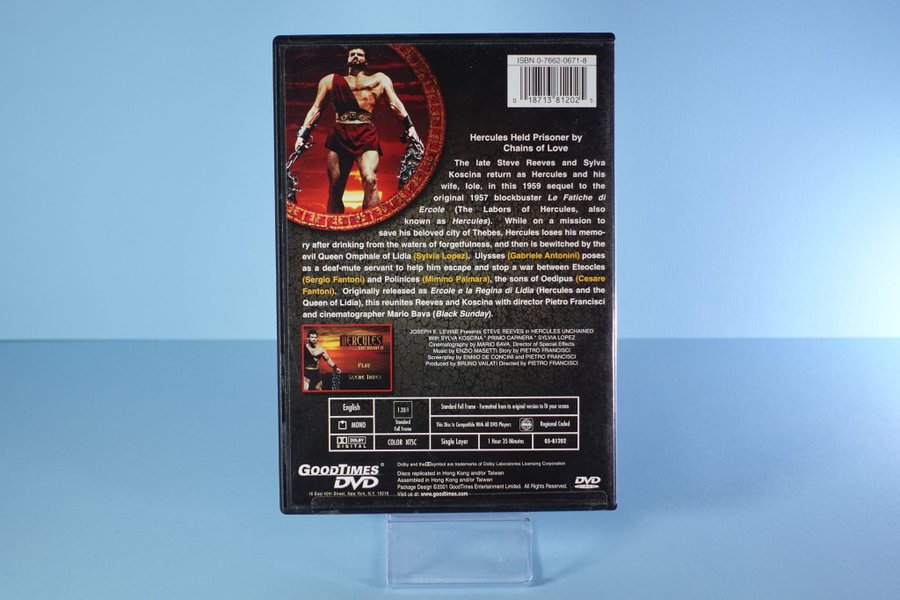 ISBN 0-7662-0671-8
0 18713 81202 5
Hercules Held Prisoner by
Chains of Love
The late Steve Reeves and Sylva
Koscina return as Hercules and his
wife, Iole, in this 1959 sequel to the
original 1957 blockbuster Le Fatiche di
Ercole (The Labors of Hercules, also
known as Hercules). While on a mission to
save his beloved city of Thebes, Hercules loses his memo-
ry after drinking from the waters of forgetfulness, and then is bewitched by the
evil Queen Omphale of Lidia (Sylvia Lopez). Ulysses (Gabriele Antonini) poses
as a deaf-mute servant to help him escape and stop a war between Eteocles
(Sergio Fantoni) and Polinices (Mimmo Palmara), the sons of Oedipus (Cesare
Fantoni). Originally released as Ercole e la Regina di Lidia (Hercules and the
Queen of Lidia), this reunites Reeves and Koscina with director Pietro Francisci
and cinematographer Mario Bava (Black Sunday).
HERCULES
PLAY
SCENE INDEX
JOSEPH E. LEVINE Presents STEVE REEVES in HERCULES UNCHAINED
With SYLVA KOSCINA * PRIMO CARNERA * SYLVIA LOPEZ
Cinematography by MARIO BAVA, Director of Special Effects
Music by ENZIO MASETTI Story by PIETRO FRANCISCI
Screenplay by ENNIO DE CONCINI and PIETRO FRANCISCI
Produced by BRUNO VAILATI Directed by PIETRO FRANCISCI
English
1.33:1
Standard
Full Frame
Standard Full Frame - Formatted from its original version to fit your screen
MONO
This Disc Is Compatible With All DVD Players
Regional Coded
DOLBY
DIGITAL
COLOR NTSC
Single Layer
1 Hour 35 Minutes
05-81202
GOODTIMES®
DVD
16 East 40th Street, New York, N.Y. 10016
Dolby and the symbol are trademarks of Dolby Laboratories Licensing Corporation
Discs replicated in Hong Kong and/or Taiwan
Assembled in Hong Kong and/or Taiwan
Package Design ©2001 GoodTimes Entertainment Limited. All Rights Reserved.
Visit us at: www.goodtimes.com
DVD